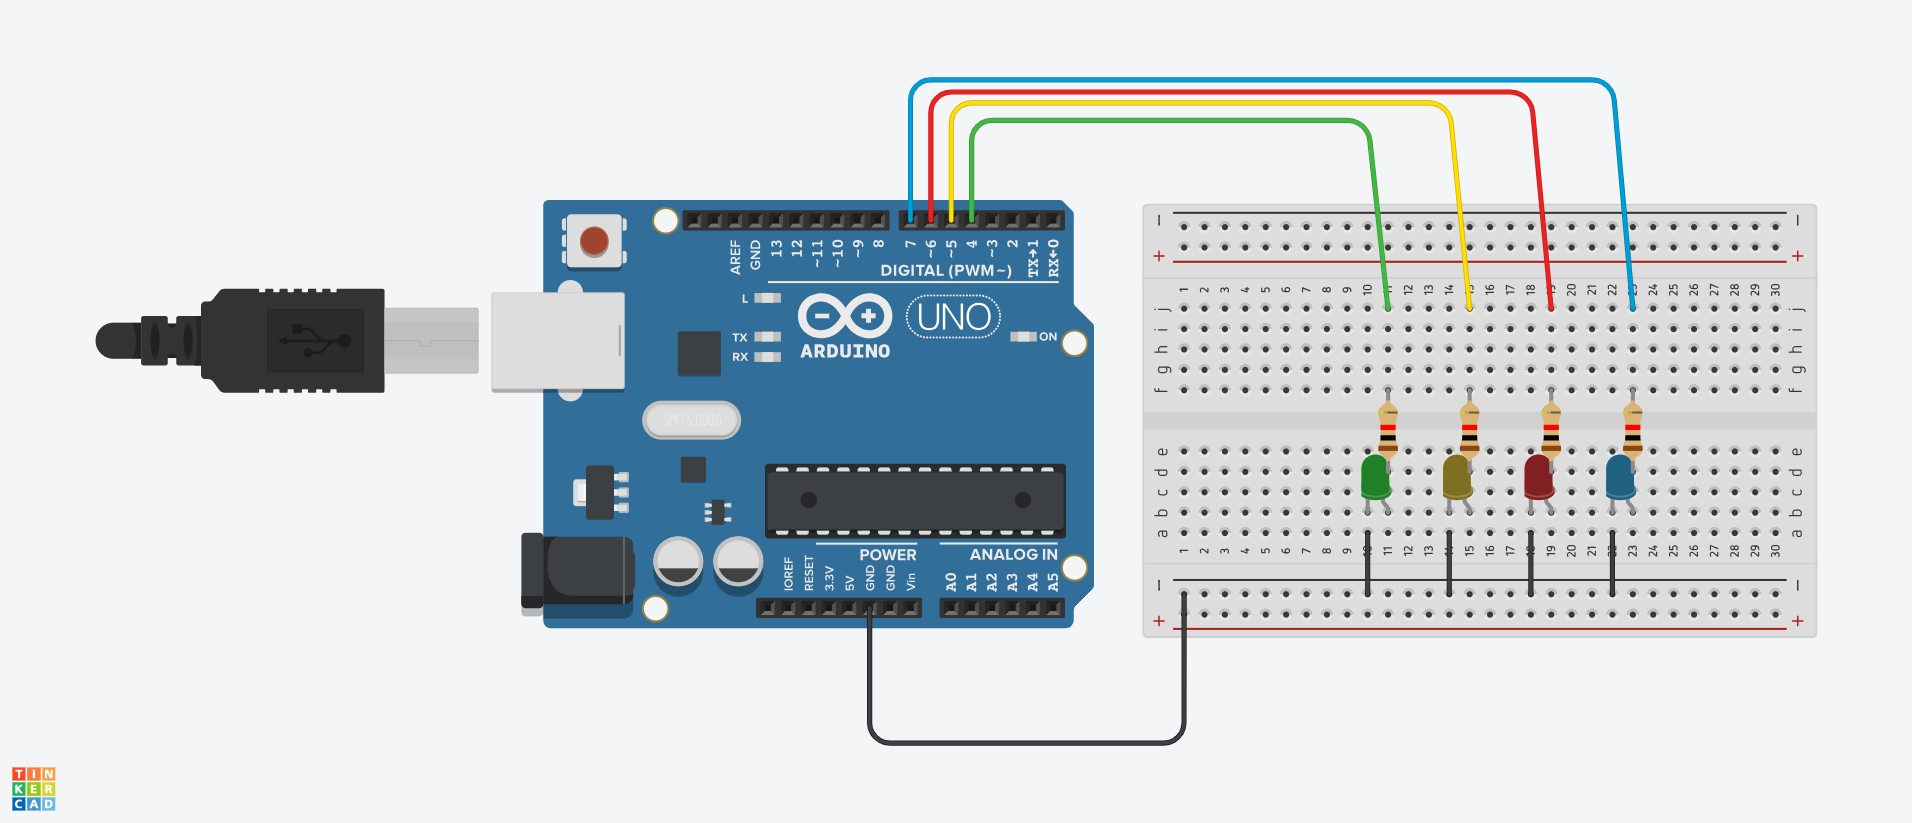 AREF
GND
13
12
~11
~10
~9
8
7
~6
~5
4
~3
2
TX→1
RX←0
DIGITAL (PWM~)
L
TX
RX
ARDUINO
UNO
ON
SPK16.000G
POWER
ANALOG IN
IOREF
RESET
3.3V
5V
GND
GND
Vin
A0
A1
A2
A3
A4
A5
− −
+ +
1 2 3 4 5 6 7 8 9 10 11 12 13 14 15 16 17 18 19 20 21 22 23 24 25 26 27 28 29 30
j j
i i
h h
g g
f f
e e
d d
c c
b b
a a
1 2 3 4 5 6 7 8 9 10 11 12 13 14 15 16 17 18 19 20 21 22 23 24 25 26 27 28 29 30
− −
+ +
TIN
KER
CAD